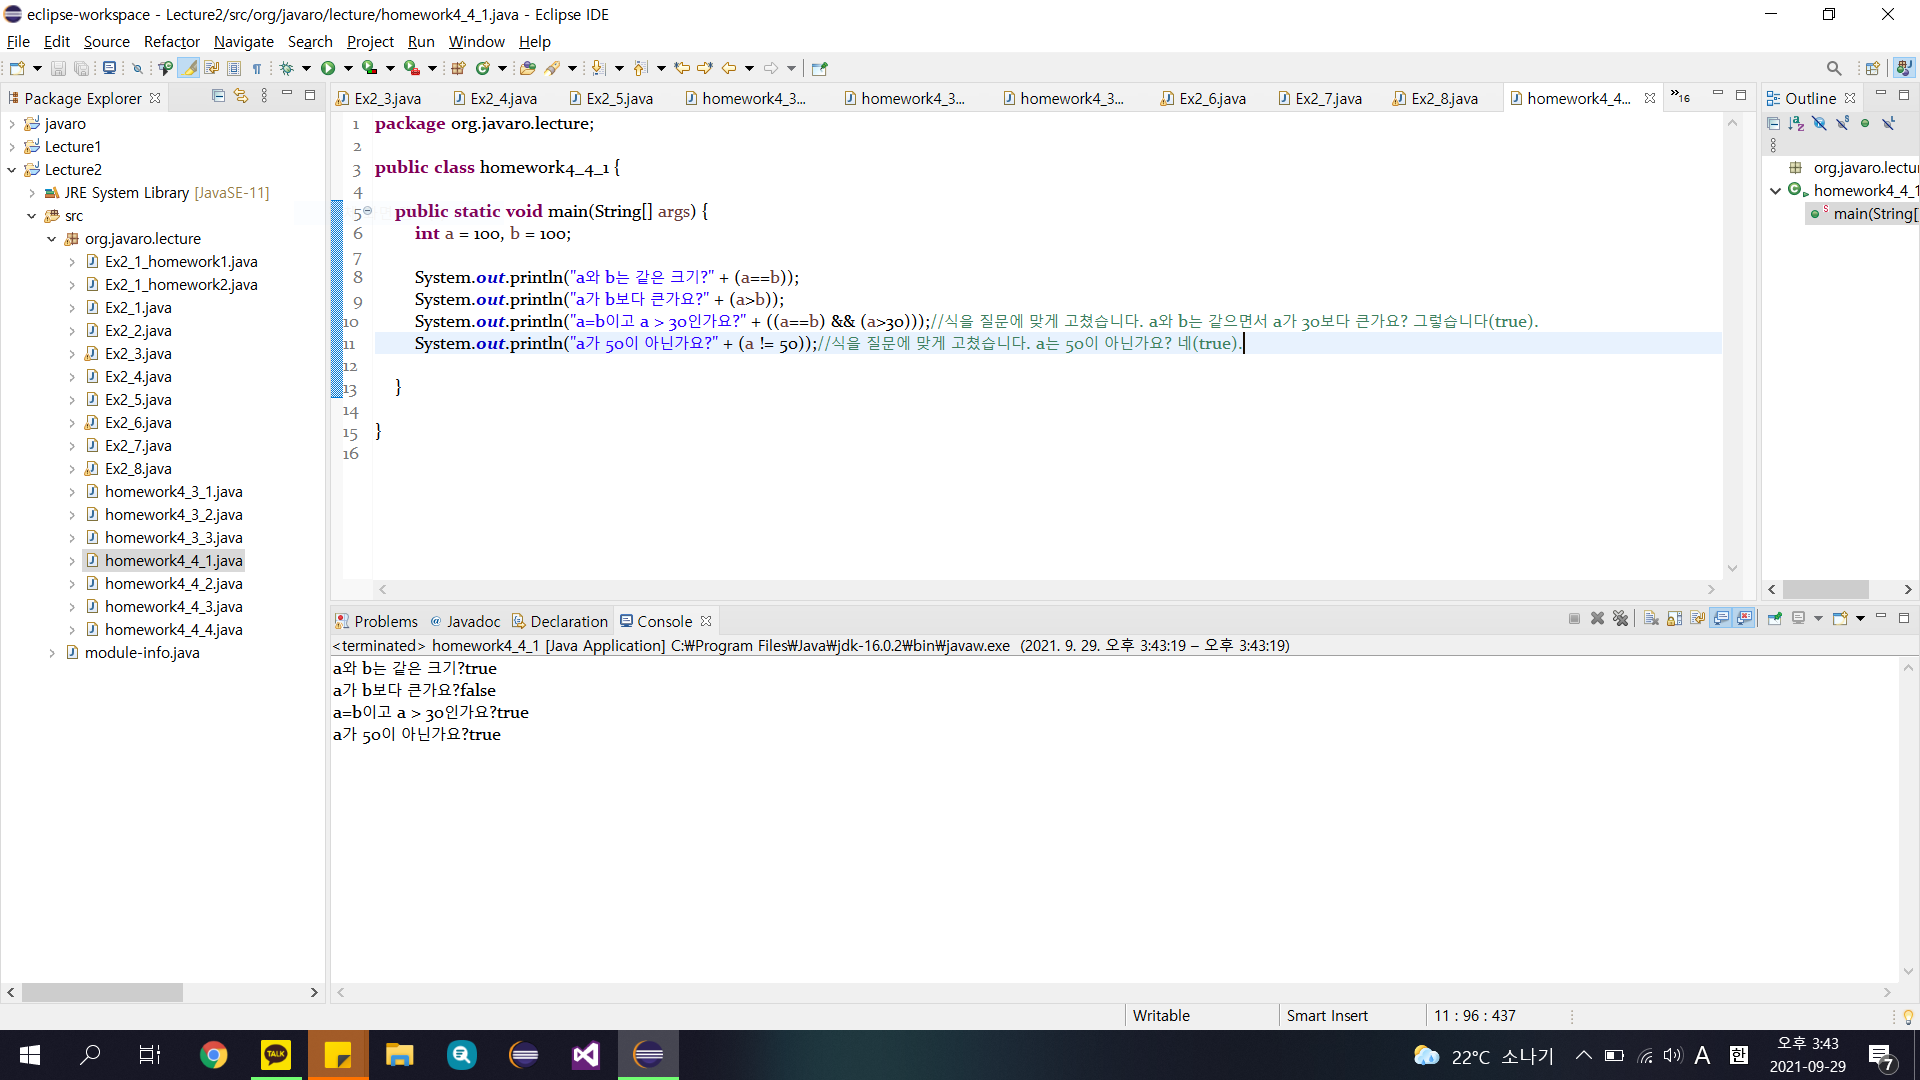 eclipse-workspace - Lecture2/src/org/javaro/lecture/homework4_4_1.java - Eclipse IDE
File Edit Source Refactor Navigate Search Project Run Window Help
Package Explorer
javaro
Lecture1
Lecture2
JRE System Library [JavaSE-11]
src
org.javaro.lecture
Ex2_1_homework1.java
Ex2_1_homework2.java
Ex2_1.java
Ex2_2.java
Ex2_3.java
Ex2_4.java
Ex2_5.java
Ex2_6.java
Ex2_7.java
Ex2_8.java
homework4_3_1.java
homework4_3_2.java
homework4_3_3.java
homework4_4_1.java
homework4_4_2.java
homework4_4_3.java
homework4_4_4.java
module-info.java
Ex2_3.java Ex2_4.java Ex2_5.java homework4_3... homework4_3... homework4_3... Ex2_6.java Ex2_7.java Ex2_8.java homework4_4... »16
1 package org.javaro.lecture;
2
3 public class homework4_4_1 {
4
5 public static void main(String[] args) {
6 int a = 100, b = 100;
7
8 System.out.println("a와 b는 같은 크기?" + (a==b));
9 System.out.println("a가 b보다 큰가요?" + (a>b));
10 System.out.println("a=b이고 a > 30인가요?" + ((a==b) && (a>30)));//식을 질문에 맞게 고쳤습니다. a와 b는 같으면서 a가 30보다 큰가요? 그렇습니다(true).
11 System.out.println("a가 50이 아닌가요?" + (a != 50));//식을 질문에 맞게 고쳤습니다. a는 50이 아닌가요? 네(true).
12
13 }
14
15 }
16
Outline
org.javaro.lectu
homework4_4_1
main(String[
Problems @ Javadoc Declaration Console
<terminated> homework4_4_1 [Java Application] C:₩Program Files₩Java₩jdk-16.0.2₩bin₩javaw.exe (2021. 9. 29. 오후 3:43:19 – 오후 3:43:19)
a와 b는 같은 크기?true
a가 b보다 큰가요?false
a=b이고 a > 30인가요?true
a가 50이 아닌가요?true
Writable Smart Insert 11 : 96 : 437
TALK
22°C 소나기 A 한 오후 3:43
2021-09-29
7